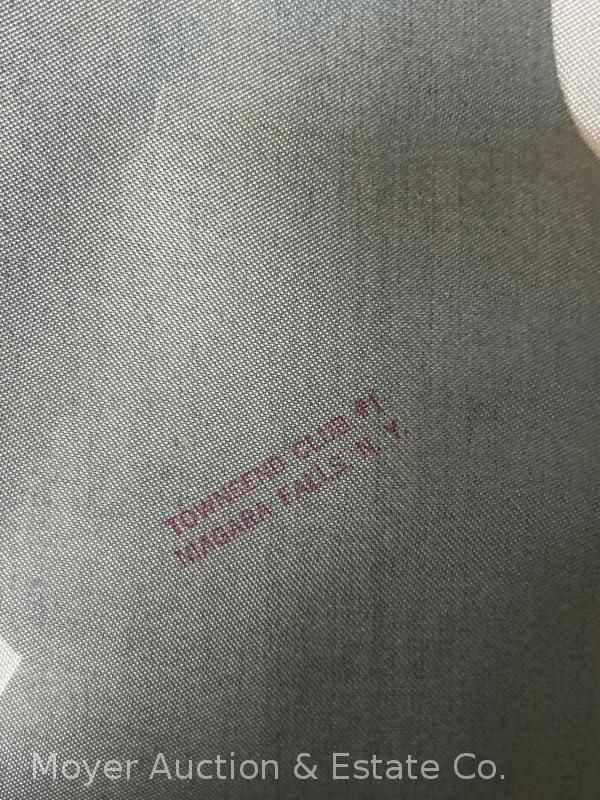 TOWNSEND CLUB #1
NIAGARA FALLS, N. Y.
Moyer Auction & Estate Co.